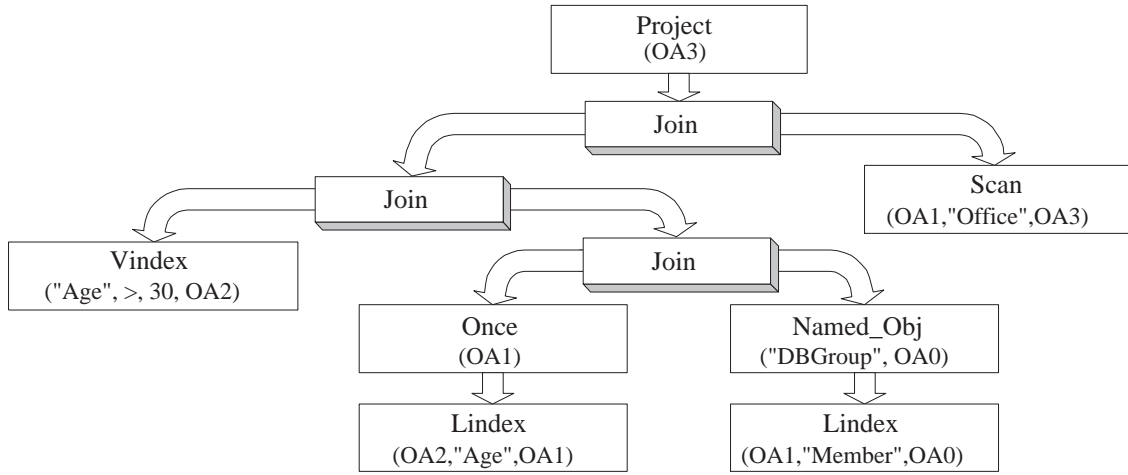 Project
(OA3)
Join
Join
Scan
(OA1,"Office",OA3)
Vindex
("Age", >, 30, OA2)
Join
Once
(OA1)
Named_Obj
("DBGroup", OA0)
Lindex
(OA2,"Age",OA1)
Lindex
(OA1,"Member",OA0)